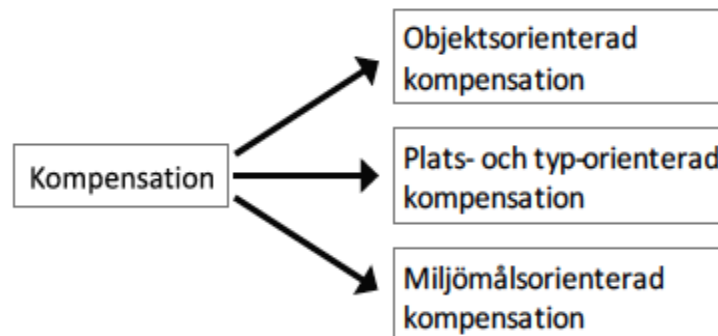 Objektsorienterad
kompensation
Kompensation
Plats- och typ-orienterad
kompensation
Miljömålsorienterad
kompensation